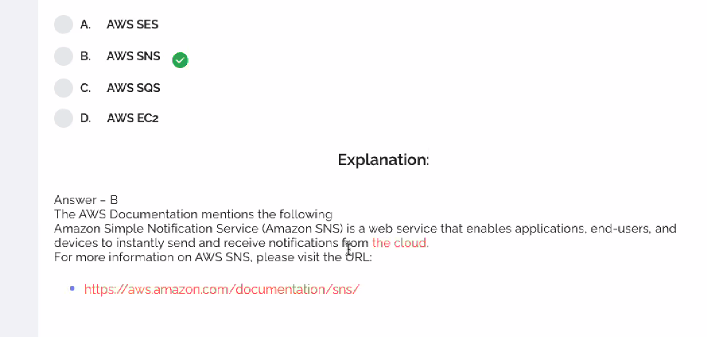 A. AWS SES
B. AWS SNS
C. AWS SQS
D. AWS EC2
Explanation:
Answer – B
The AWS Documentation mentions the following
Amazon Simple Notification Service (Amazon SNS) is a web service that enables applications, end-users, and
devices to instantly send and receive notifications from the cloud.
For more information on AWS SNS, please visit the URL:
https://aws.amazon.com/documentation/sns/